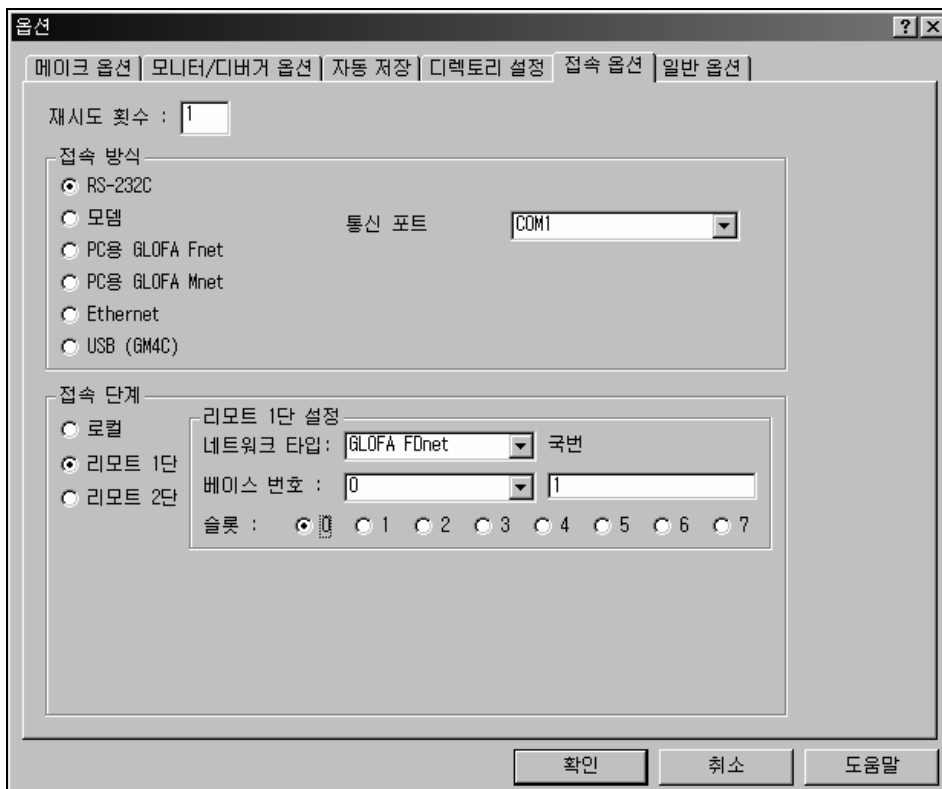 옵션
메이크 옵션 모니터/디버거 옵션 자동 저장 디렉토리 설정 접속 옵션 일반 옵션
재시도 횟수 : 1
접속 방식
RS-232C
모뎀
통신 포트 COM1
PC용 GLOFA Fnet
PC용 GLOFA Mnet
Ethernet
USB (GM4C)
접속 단계
로컬
리모트 1단
리모트 2단
리모트 1단 설정
네트워크 타입: GLOFA FDnet 국번
베이스 번호 : 0 1
슬롯 : 0 1 2 3 4 5 6 7
확인 취소 도움말